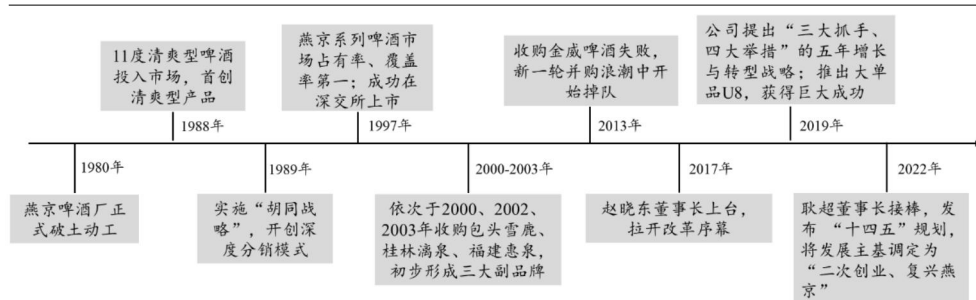 11度清爽型啤酒
投入市场，首创
清爽型产品
1988年
燕京系列啤酒市
场占有率、覆盖
率第一；成功在
深交所上市
1997年
收购金威啤酒失败，
新一轮并购浪潮中开
始掉队
2013年
公司提出“三大抓手、
四大举措”的五年增长
与转型战略；推出大单
品U8，获得巨大成功
2019年
1980年
燕京啤酒厂正
式破土动工
1989年
实施“胡同战
略”，开创深
度分销模式
2000-2003年
依次于2000、2002、
2003年收购包头雪鹿、
桂林漓泉、福建惠泉，
初步形成三大副品牌
2017年
赵晓东董事长上台，
拉开改革序幕
2022年
耿超董事长接棒，发
布 “十四五”规划，
将发展主基调定为
“二次创业、复兴燕
京”